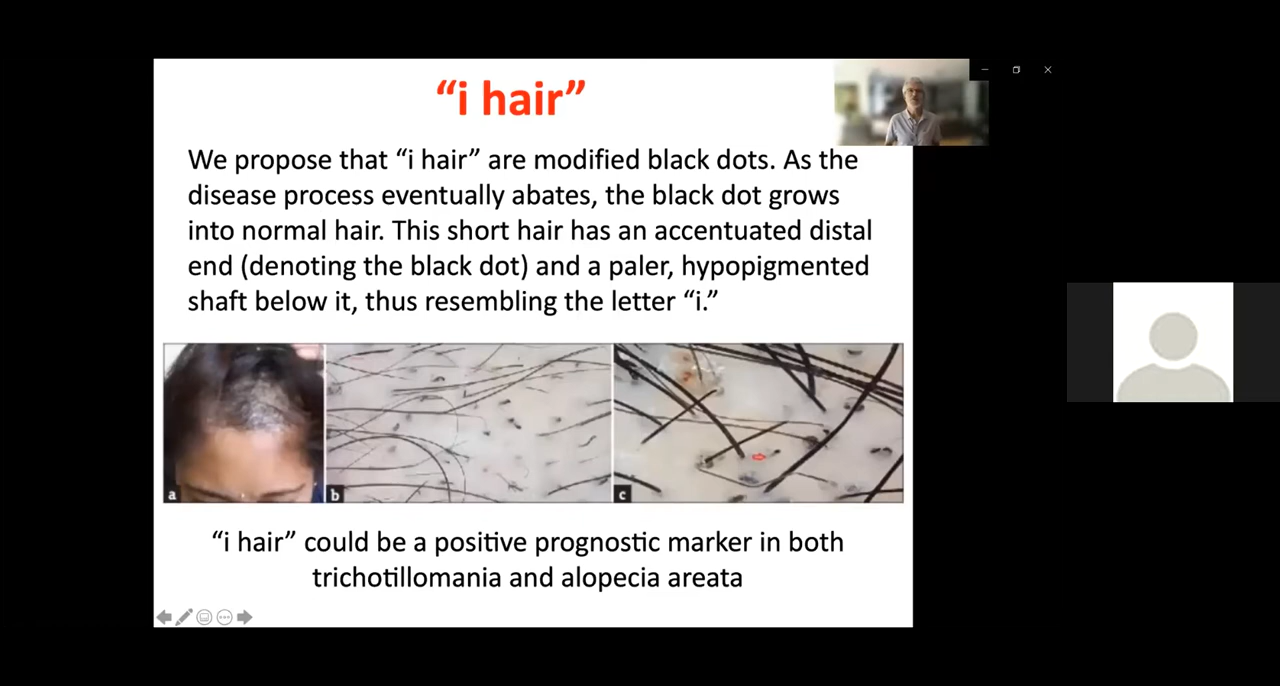 “i hair”
We propose that “i hair” are modified black dots. As the
disease process eventually abates, the black dot grows
into normal hair. This short hair has an accentuated distal
end (denoting the black dot) and a paler, hypopigmented
shaft below it, thus resembling the letter “i.”
a b c
“i hair” could be a positive prognostic marker in both
trichotillomania and alopecia areata